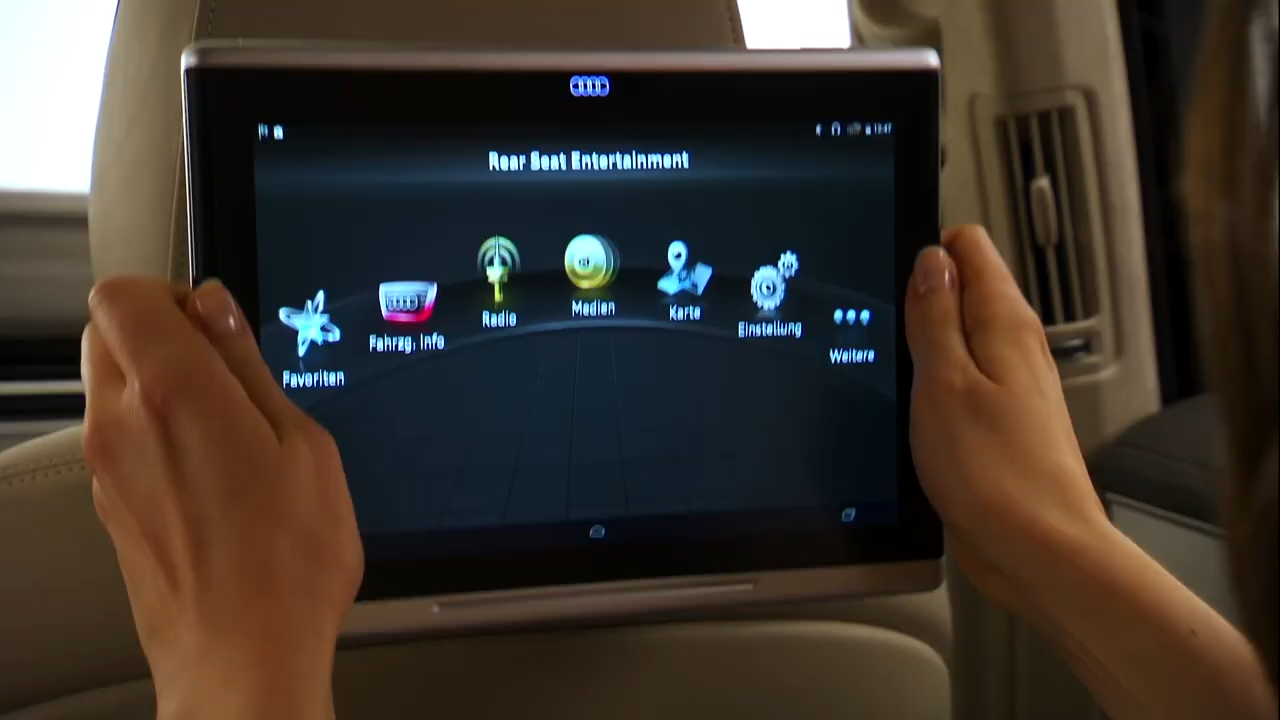 Rear Seat Entertainment
Favoriten
Fahrzg. Info
Radio
Medien
Karte
Einstellung
Weitere